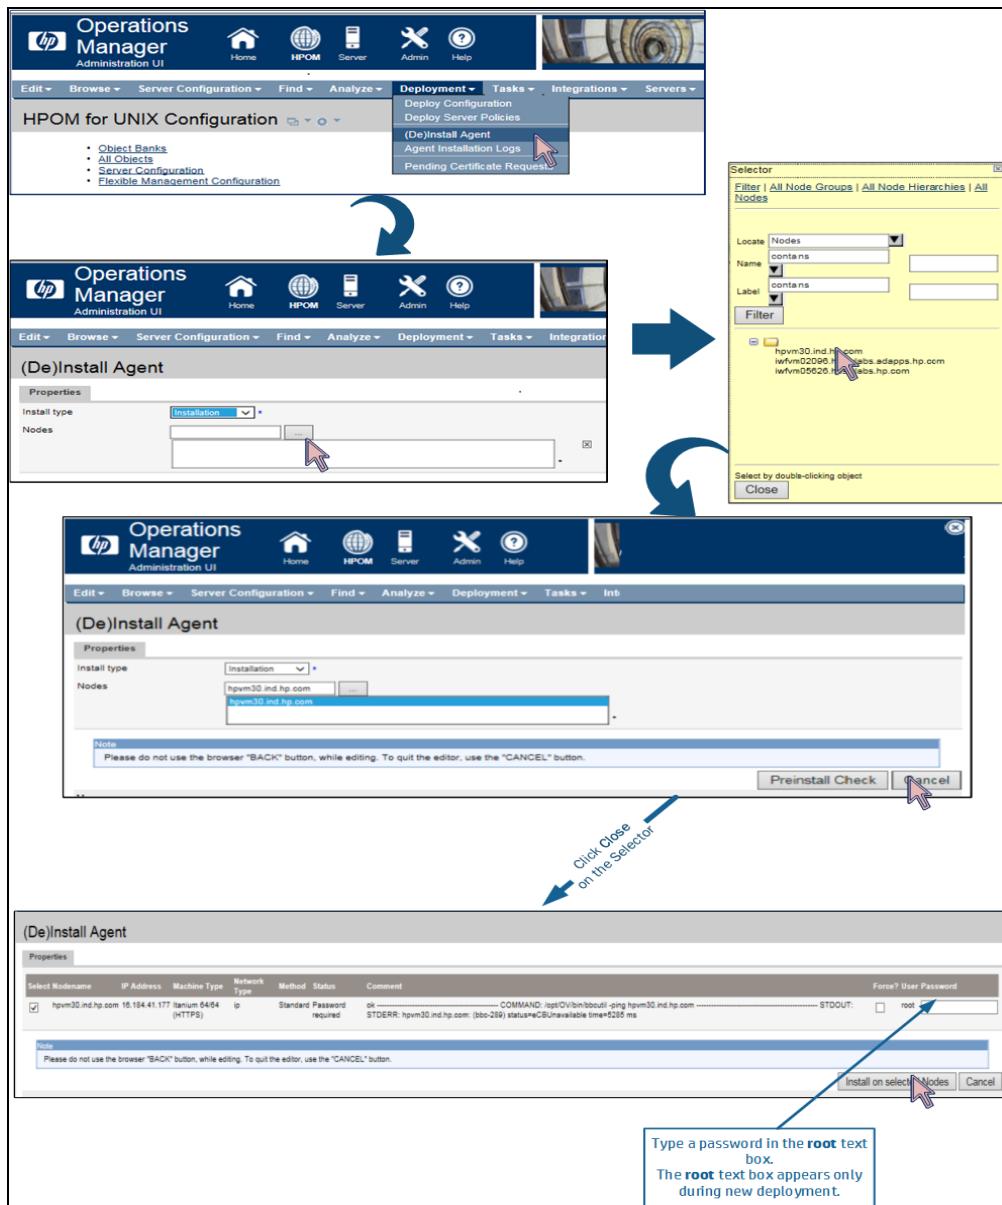 hp
Operations
Manager
Administration UI
Home
HPOM
Server
Admin
Help
Edit
Browse
Server Configuration
Find
Analyze
Deployment
Tasks
Integrations
Servers
Deploy Configuration
Deploy Server Policies
(De)Install Agent
Agent Installation Logs
Pending Certificate Requests
HPOM for UNIX Configuration
• Object Banks
• All Objects
• Server Configuration
• Flexible Management Configuration
Selector
Filter | All Node Groups | All Node Hierarchies | All
Nodes
Locate Nodes
Name contains
Label contains
Filter
hpvm30.ind.hp.com
Select by double-clicking object
Close
hp
Operations
Manager
Administration UI
Home
HPOM
Server
Admin
Help
Edit
Browse
Server Configuration
Find
Analyze
Deployment
Tasks
Integration
(De)Install Agent
Properties
Install type Installation *
Nodes ...
hp
Operations
Manager
Administration UI
Home
HPOM
Server
Admin
Help
Edit
Browse
Server Configuration
Find
Analyze
Deployment
Tasks
Int
(De)Install Agent
Properties
Install type Installation *
Nodes hpvm30.ind.hp.com ...
hpvm30.ind.hp.com
Note
Please do not use the browser "BACK" button, while editing. To quit the editor, use the "CANCEL" button.
Preinstall Check Cancel
Click Close
on the Selector
(De)Install Agent
Properties
Select Nodename IP Address Machine Type Network Type Method Status Comment Force? User Password
hpvm30.ind.hp.com 16.184.41.177 Itanium 64/64 ip Standard Password ok COMMAND: /opt/OV/bin/bbcutil -ping hpvm30.ind.hp.com STDOUT: root
(HTTPS) required STDERR: hpvm30.ind.hp.com: (bbc-289) status=eCBUnavailable time=5285 ms
Note
Please do not use the browser "BACK" button, while editing. To quit the editor, use the "CANCEL" button.
Install on selected Nodes Cancel
Type a password in the root text
box.
The root text box appears only
during new deployment.